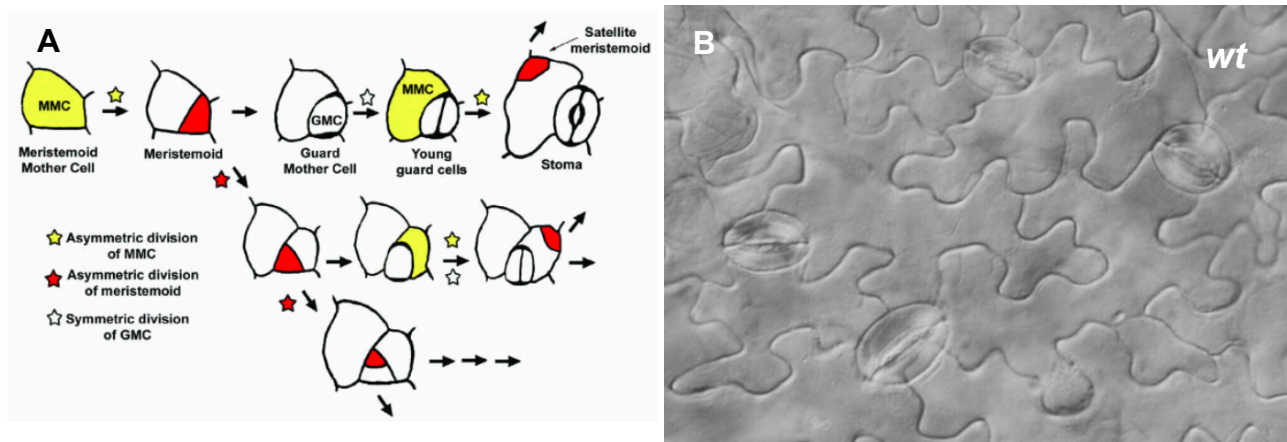 A
Satellite
meristemoid
MMC
GMC
MMC
Meristemoid
Mother Cell
Meristemoid
Guard
Mother Cell
Young
guard cells
Stoma
Asymmetric division
of MMC
Asymmetric division
of meristemoid
Symmetric division
of GMC
B
wt